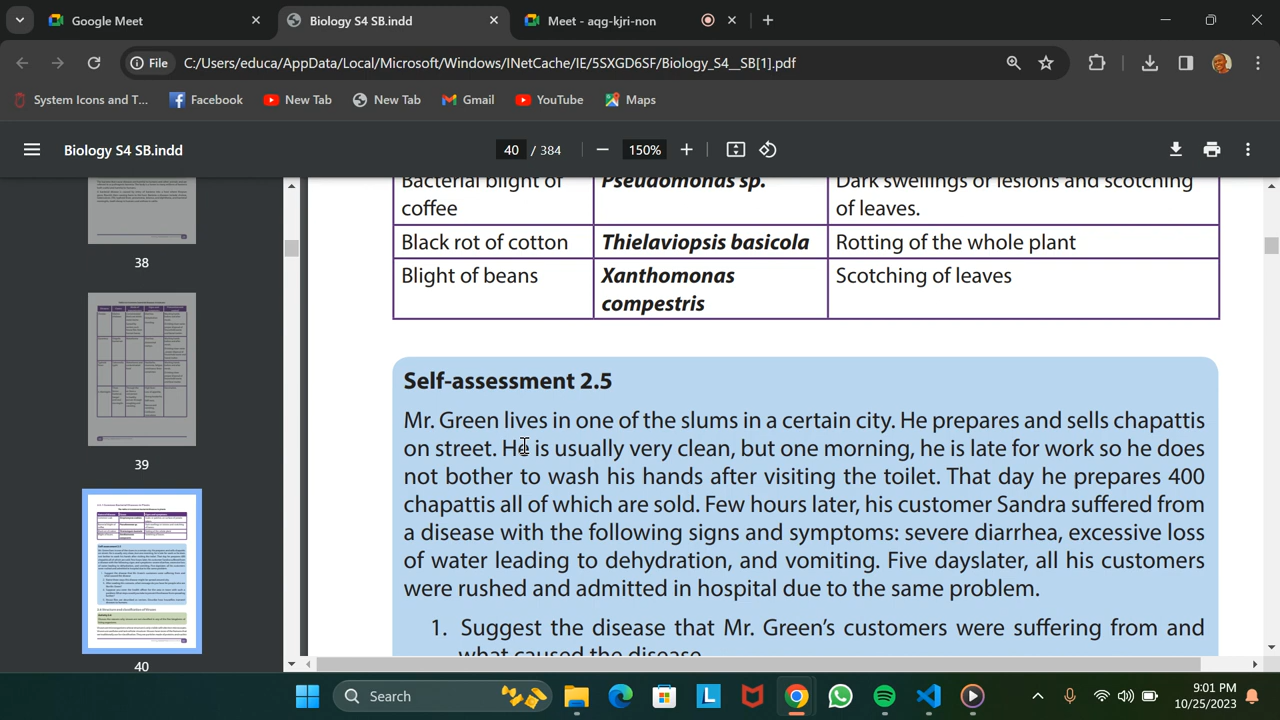 Google Meet
Biology S4 SB.indd
Meet - aqg-kjri-non
File
C:/Users/educa/AppData/Local/Microsoft/Windows/INetCache/IE/5SXGD6SF/Biology_S4__SB[1].pdf
System Icons and T...
Facebook
New Tab
New Tab
Gmail
YouTube
Maps
Biology S4 SB.indd
40 / 384
150%
38
39
40
Bacterial blight of coffee
Pseudomonas sp.
Dark swellings or lesions and scotching of leaves.
Black rot of cotton
Thielaviopsis basicola
Rotting of the whole plant
Blight of beans
Xanthomonas compestris
Scotching of leaves
Self-assessment 2.5
Mr. Green lives in one of the slums in a certain city. He prepares and sells chapattis
on street. He is usually very clean, but one morning, he is late for work so he does
not bother to wash his hands after visiting the toilet. That day he prepares 400
chapattis all of which are sold. Few hours later, his customer Sandra suffered from
a disease with the following signs and symptoms: severediarrhea, excessive loss
of water leading to dehydration, and vomiting. Five dayslater, all his customers
were rushed and admitted in hospital due to the same problem.
1. Suggest the disease that Mr. Green's customers were suffering from and
what caused the disease
Search
9:01 PM
10/25/2023